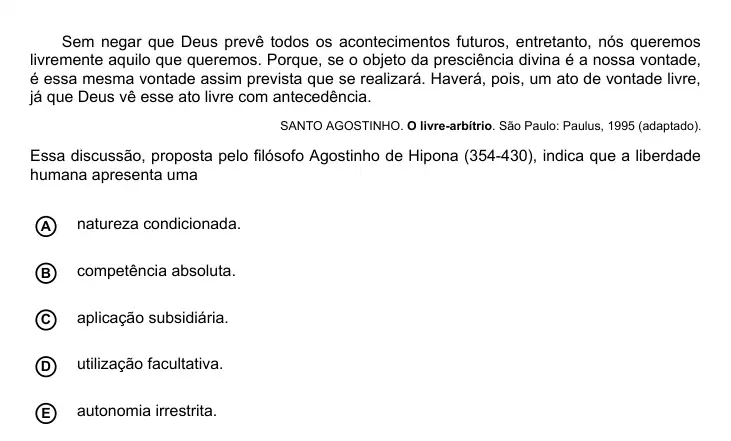 Sem negar que Deus prevê todos os acontecimentos futuros, entretanto, nós queremos
livremente aquilo que queremos. Porque, se o objeto da presciência divina é a nossa vontade,
é essa mesma vontade assim prevista que se realizará. Haverá, pois, um ato de vontade livre,
já que Deus vê esse ato livre com antecedência.
SANTO AGOSTINHO. O livre-arbítrio. São Paulo: Paulus, 1995 (adaptado).
Essa discussão, proposta pelo filósofo Agostinho de Hipona (354-430), indica que a liberdade
humana apresenta uma
A natureza condicionada.
B competência absoluta.
C aplicação subsidiária.
D utilização facultativa.
E autonomia irrestrita.